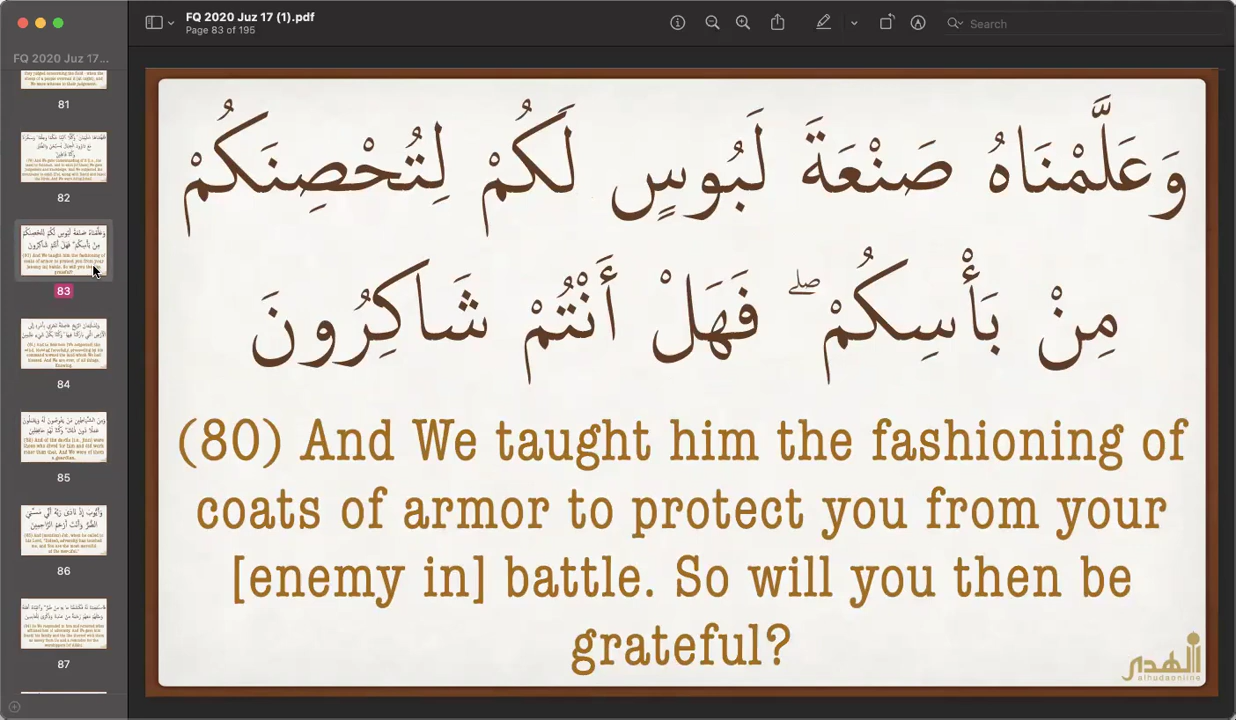 FQ 2020 Juz 17 (1).pdf
Page 83 of 195
Search
FQ 2020 Juz 17...
81
82
83
84
85
86
87
وَعَلَّمْنَاهُ صَنْعَةَ لَبُوسٍ لَكُمْ لِتُحْصِنَكُمْ
مِنْ بَأْسِكُمْ ۖ فَهَلْ أَنْتُمْ شَاكِرُونَ
(80) And We taught him the fashioning of
coats of armor to protect you from your
[enemy in] battle. So will you then be
grateful?
الهدى
alhudaonline